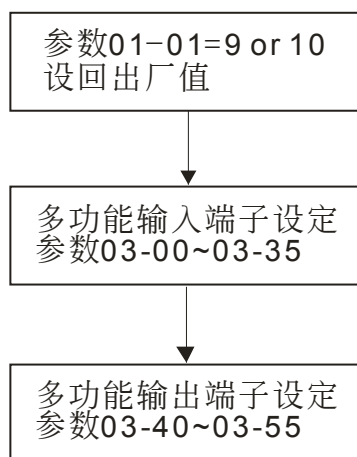 参数01-01=9 or 10
设回出厂值
多功能输入端子设定
参数03-00~03-35
多功能输出端子设定
参数03-40~03-55